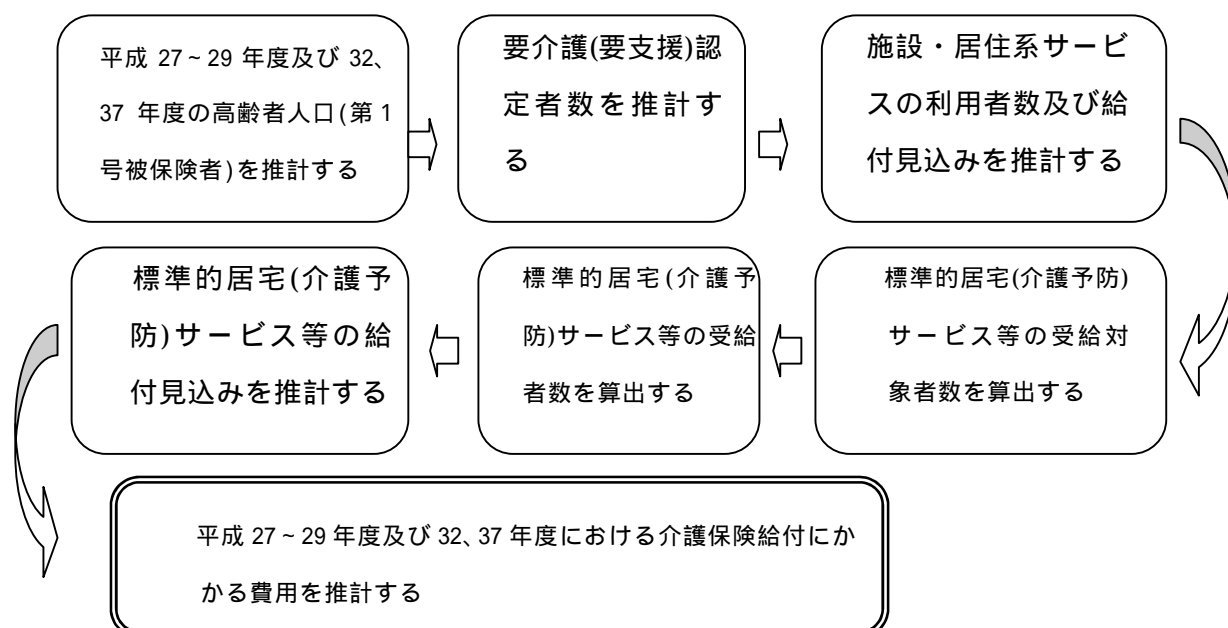 平成 27～29 年度及び 32、
37 年度の高齢者人口(第 1
号被保険者)を推計する
要介護(要支援)認
定者数を推計す
る
施設・居住系サービ
スの利用者数及び給
付見込みを推計する
標準的居宅(介護予防)
サービス等の受給対
象者数を算出する
標準的居宅(介護予
防)サービス等の受給
者数を算出する
標準的居宅(介護予
防)サービス等の給
付見込みを推計する
平成 27～29 年度及び 32、37 年度における介護保険給付にか
かる費用を推計する